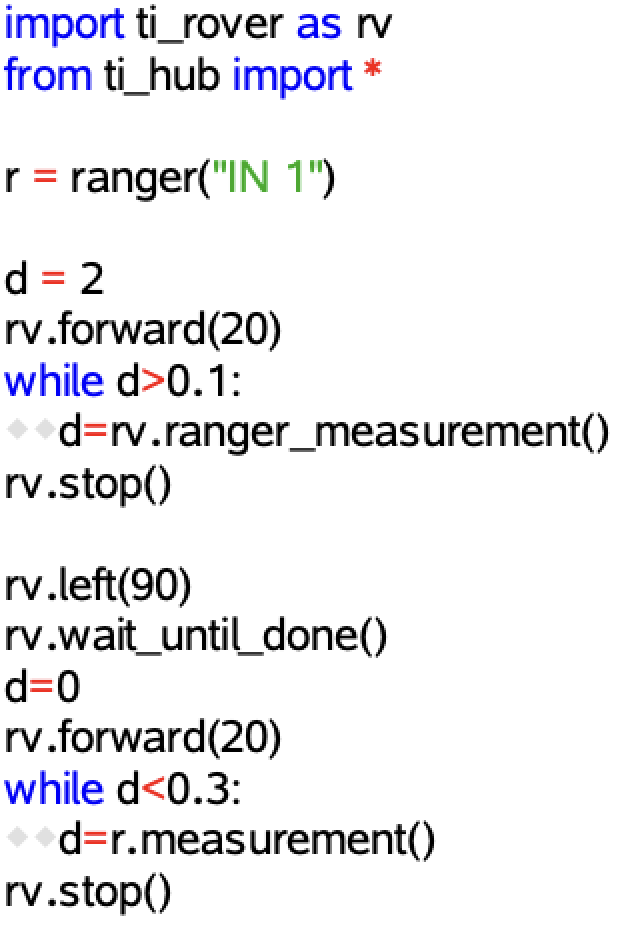 import ti_rover as rv
from ti_hub import *
r = ranger("IN 1")
d = 2
rv.forward(20)
while d>0.1:
◆◆d=rv.ranger_measurement()
rv.stop()
rv.left(90)
rv.wait_until_done()
d=0
rv.forward(20)
while d<0.3:
◆◆d=r.measurement()
rv.stop()